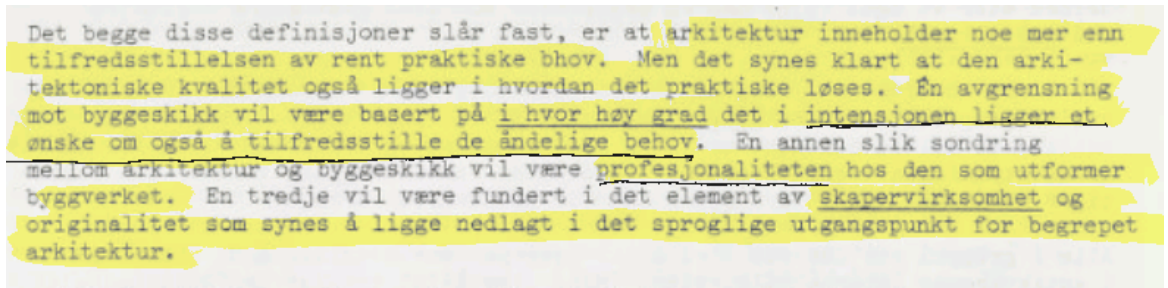 Det begge disse definisjoner slår fast, er at arkitektur inneholder noe mer enn
tilfredsstillelsen av rent praktiske bhov. Men det synes klart at den arki-
tektoniske kvalitet også ligger i hvordan det praktiske løses. Én avgrensning
mot byggeskikk vil være basert på i hvor høy grad det i intensjonen ligger et
ønske om også å tilfredsstille de åndelige behov. En annen slik sondring
mellom arkitektur og byggeskikk vil være profesjonaliteten hos den som utformer
byggverket. En tredje vil være fundert i det element av skapervirksomhet og
originalitet som synes å ligge nedlagt i det sproglige utgangspunkt for begrepet
arkitektur.